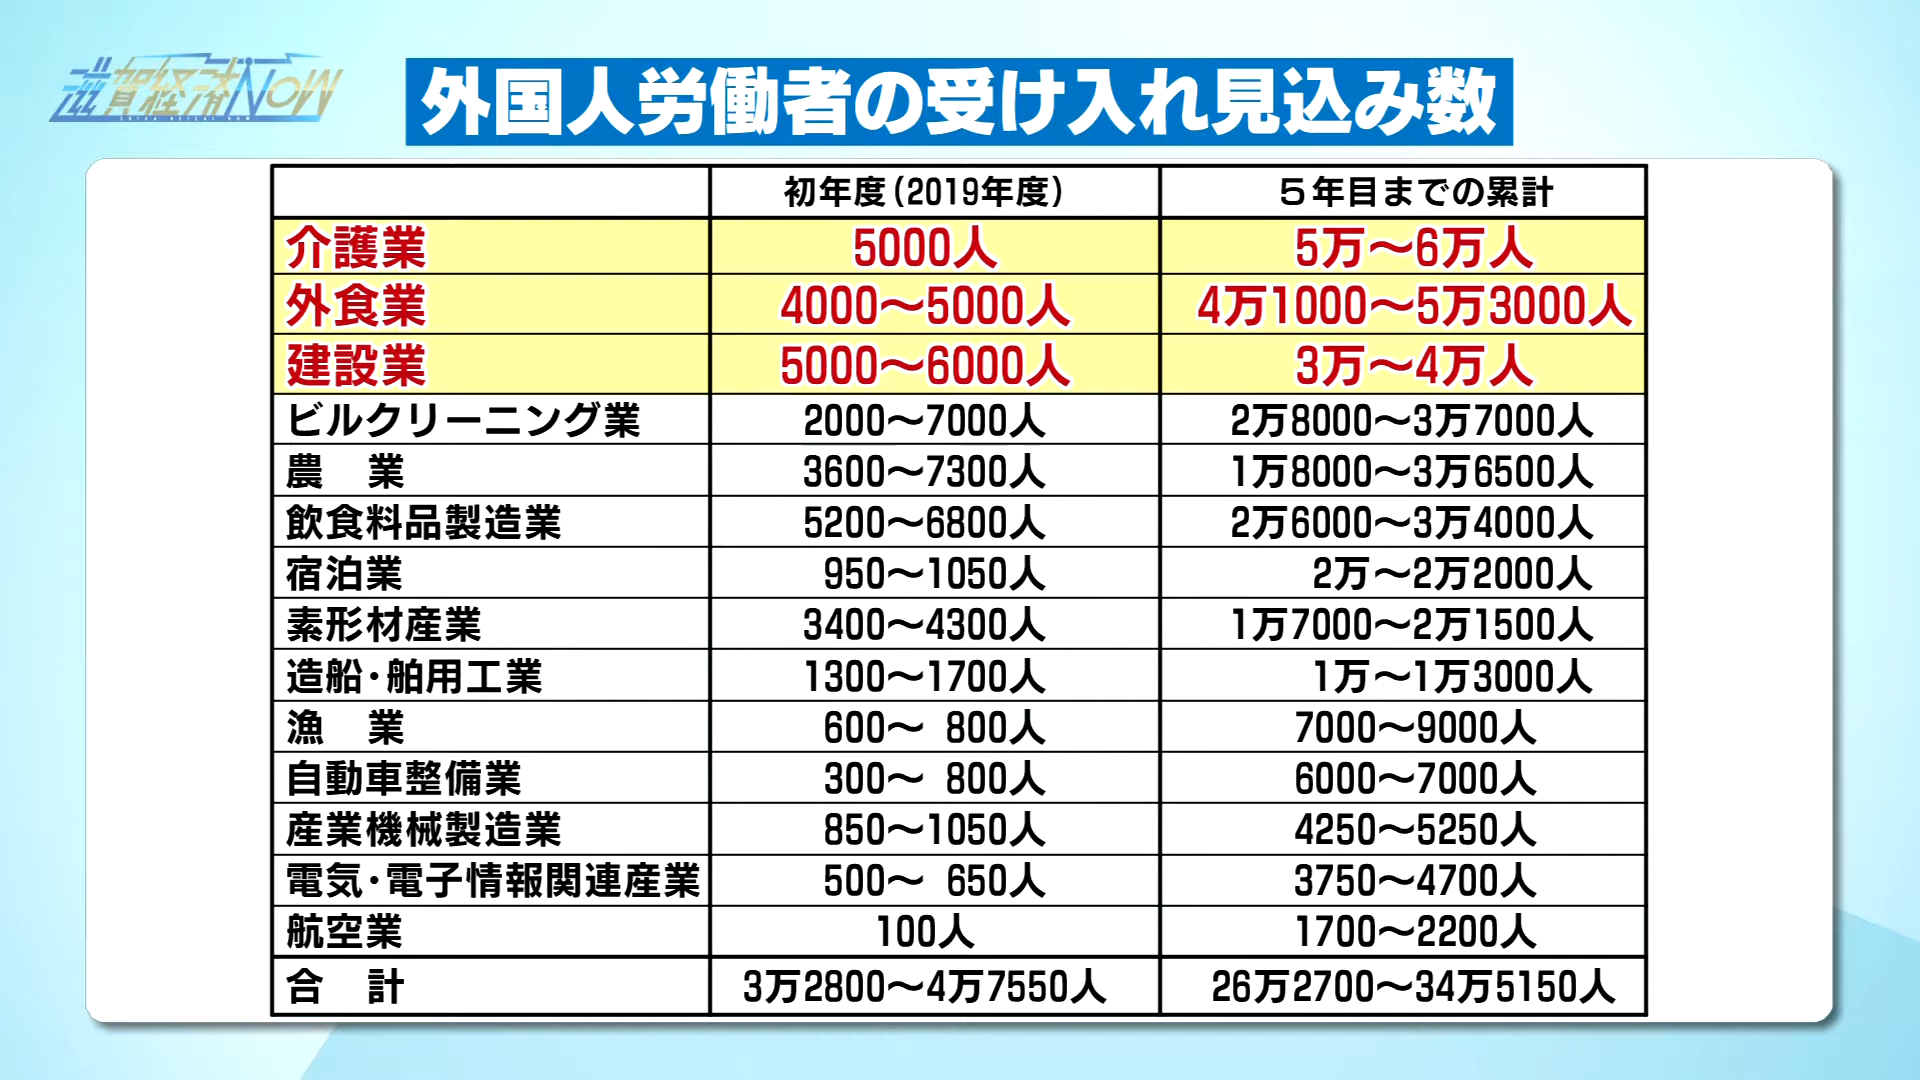 滋賀経済NOW
外国人労働者の受け入れ見込み数
初年度(2019年度) 5年目までの累計
介護業 5000人 5万〜6万人
外食業 4000〜5000人 4万1000〜5万3000人
建設業 5000〜6000人 3万〜4万人
ビルクリーニング業 2000〜7000人 2万8000〜3万7000人
農 業 3600〜7300人 1万8000〜3万6500人
飲食料品製造業 5200〜6800人 2万6000〜3万4000人
宿泊業 950〜1050人 2万〜2万2000人
素形材産業 3400〜4300人 1万7000〜2万1500人
造船・舶用工業 1300〜1700人 1万〜1万3000人
漁 業 600〜 800人 7000〜9000人
自動車整備業 300〜 800人 6000〜7000人
産業機械製造業 850〜1050人 4250〜5250人
電気・電子情報関連産業 500〜 650人 3750〜4700人
航空業 100人 1700〜2200人
合 計 3万2800〜4万7550人 26万2700〜34万5150人